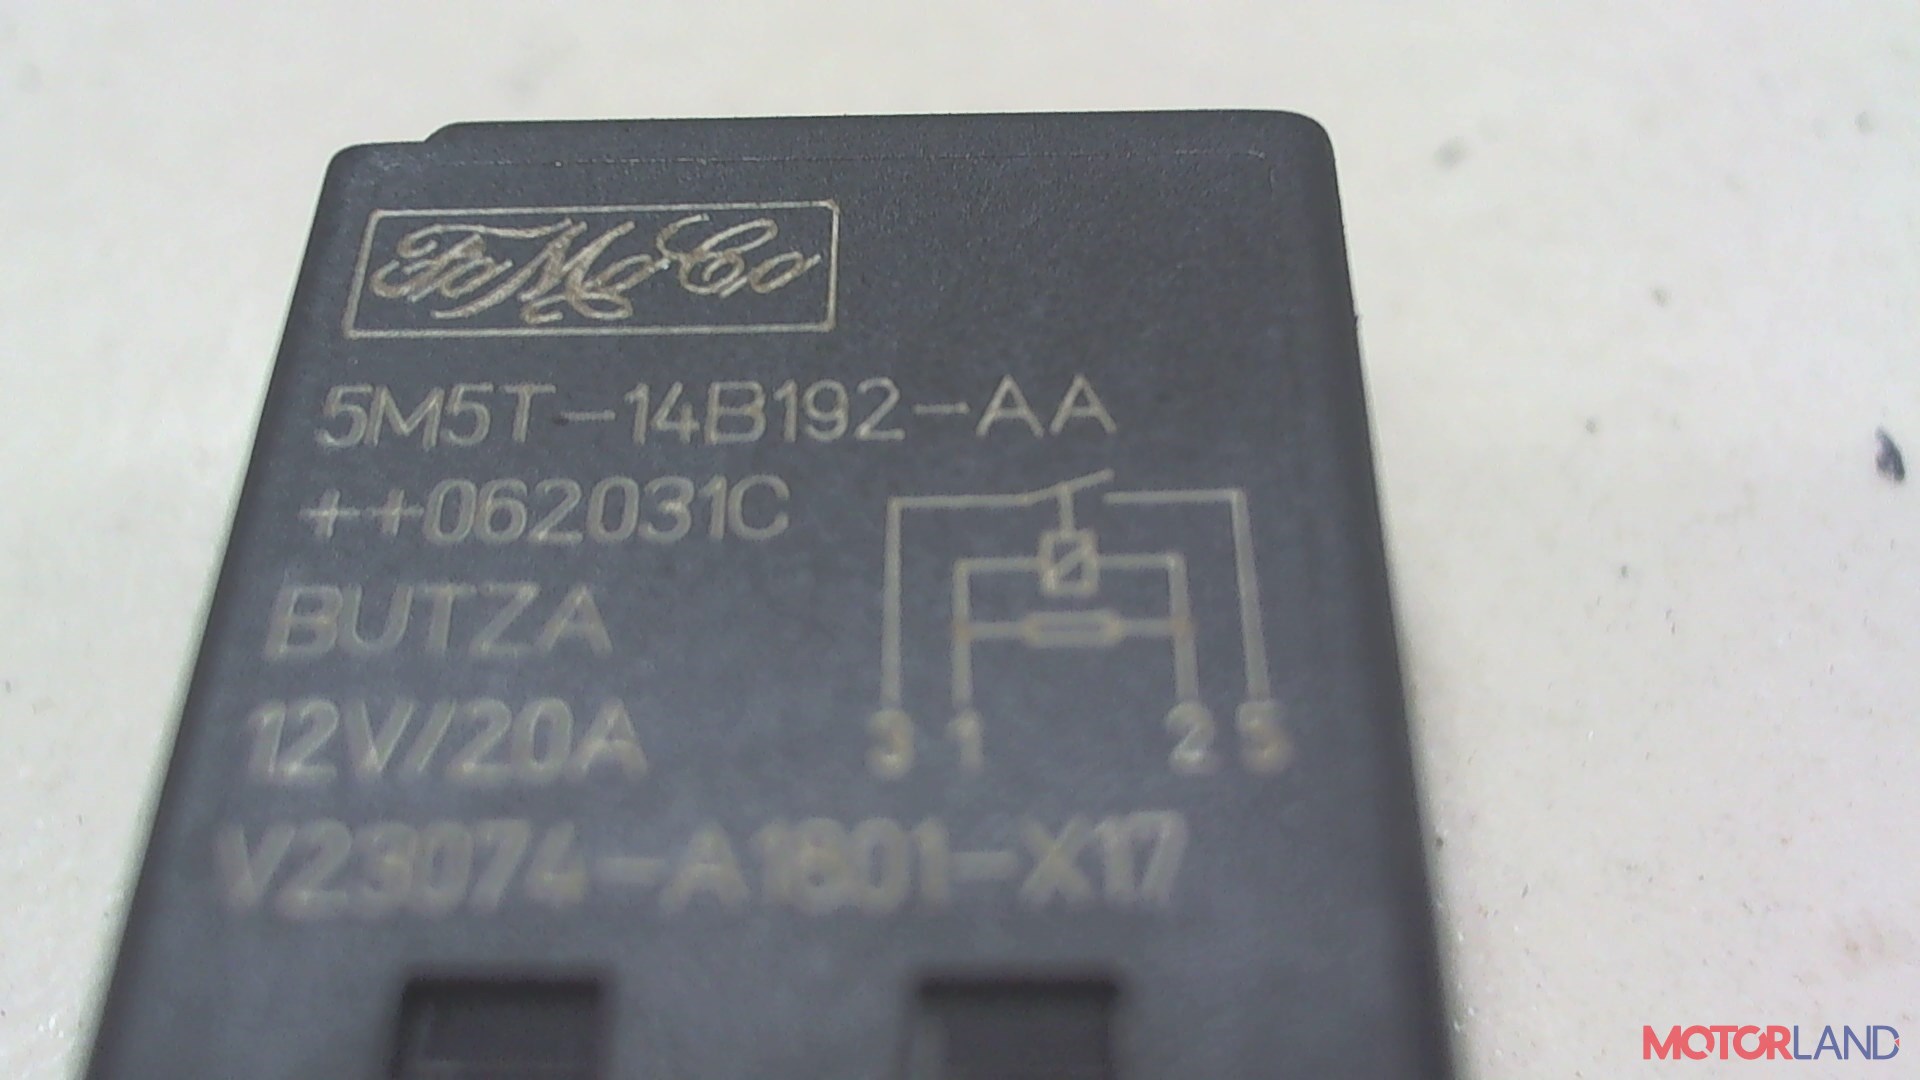 FoMoCo
5M5T-14B192-AA
++062031C
BUTZA
12V/20A
3 1 2 5
V23074-A1801-X17
MOTORLAND